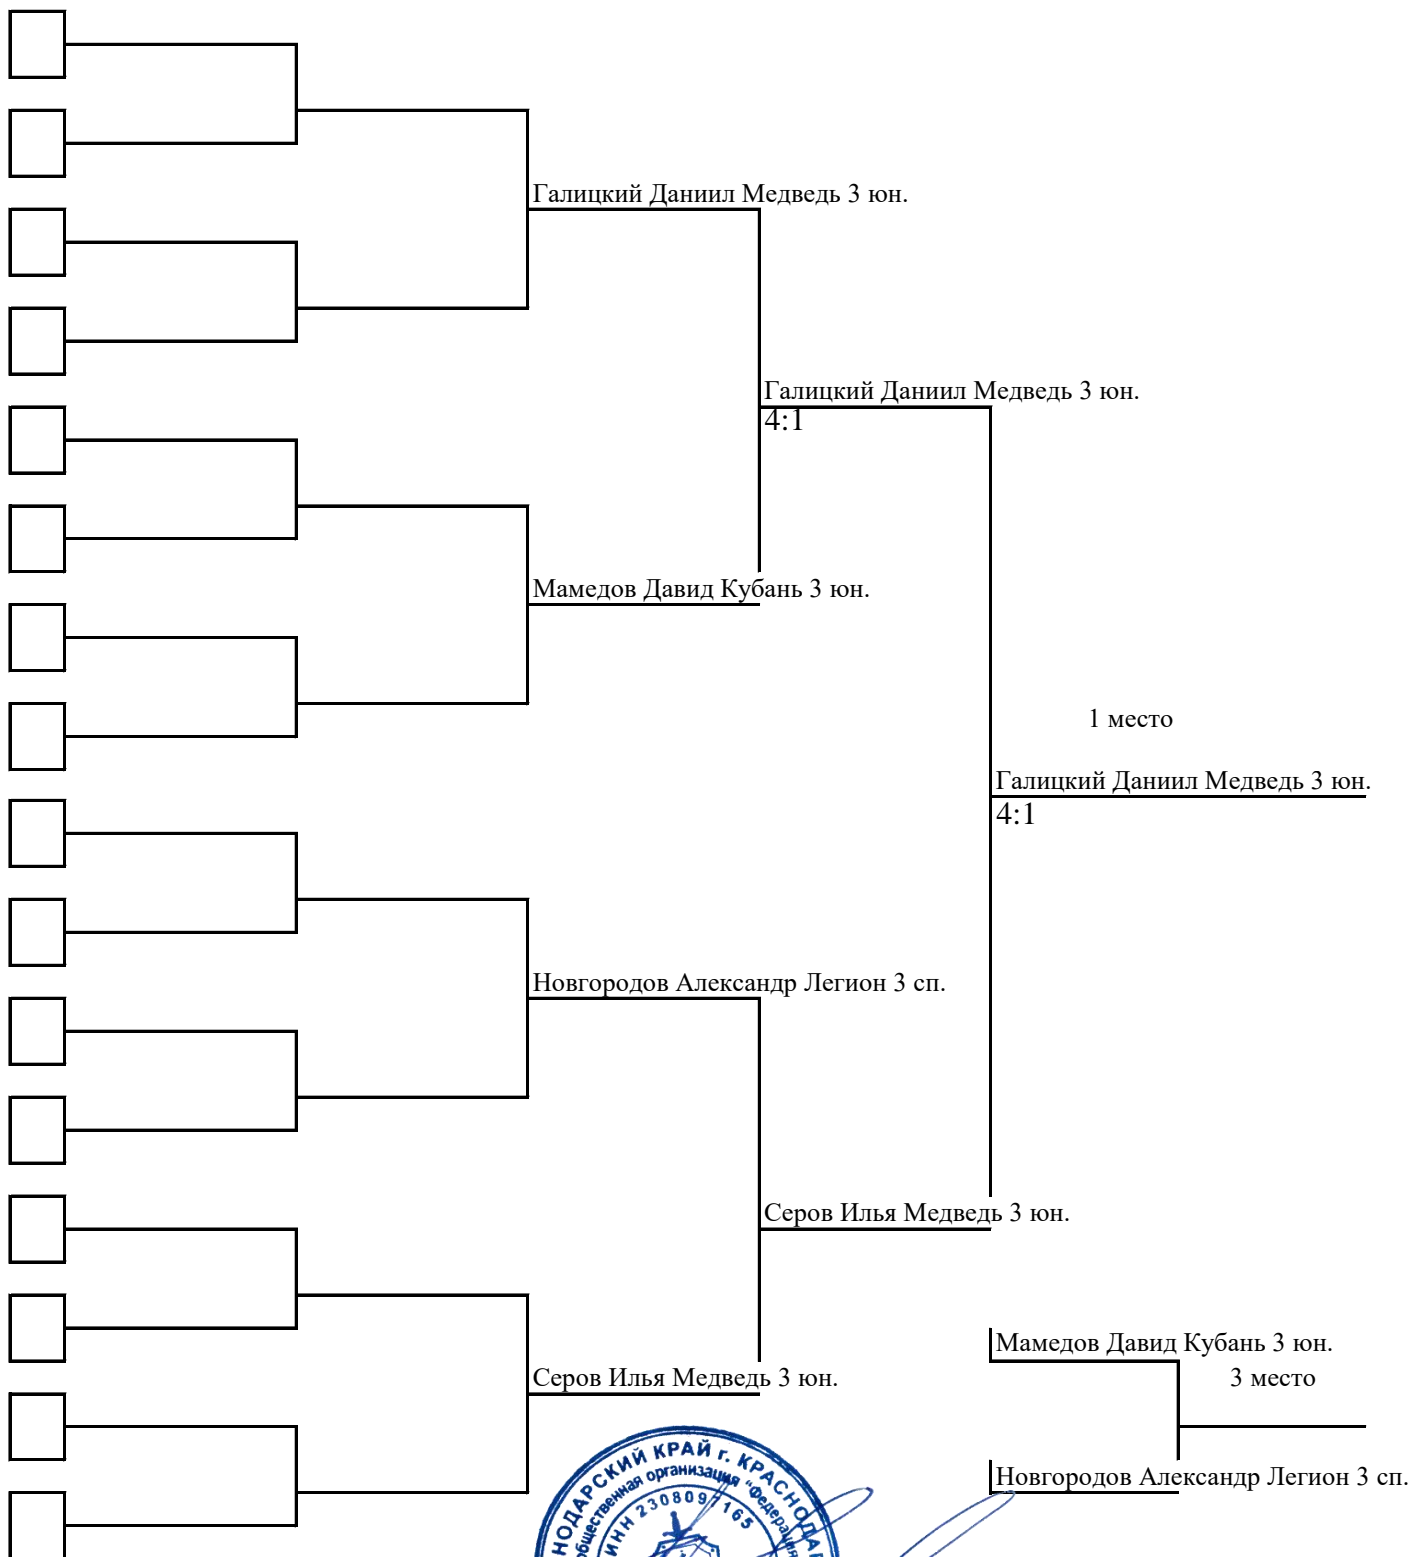 Галицкий Даниил Медведь 3 юн.
Галицкий Даниил Медведь 3 юн.
4:1
Мамедов Давид Кубань 3 юн.
1 место
Галицкий Даниил Медведь 3 юн.
4:1
Новгородов Александр Легион 3 сп.
Серов Илья Медведь 3 юн.
Мамедов Давид Кубань 3 юн.
3 место
Серов Илья Медведь 3 юн.
Новгородов Александр Легион 3 сп.
КРАЙ г.
организация
ИНН 2308097165